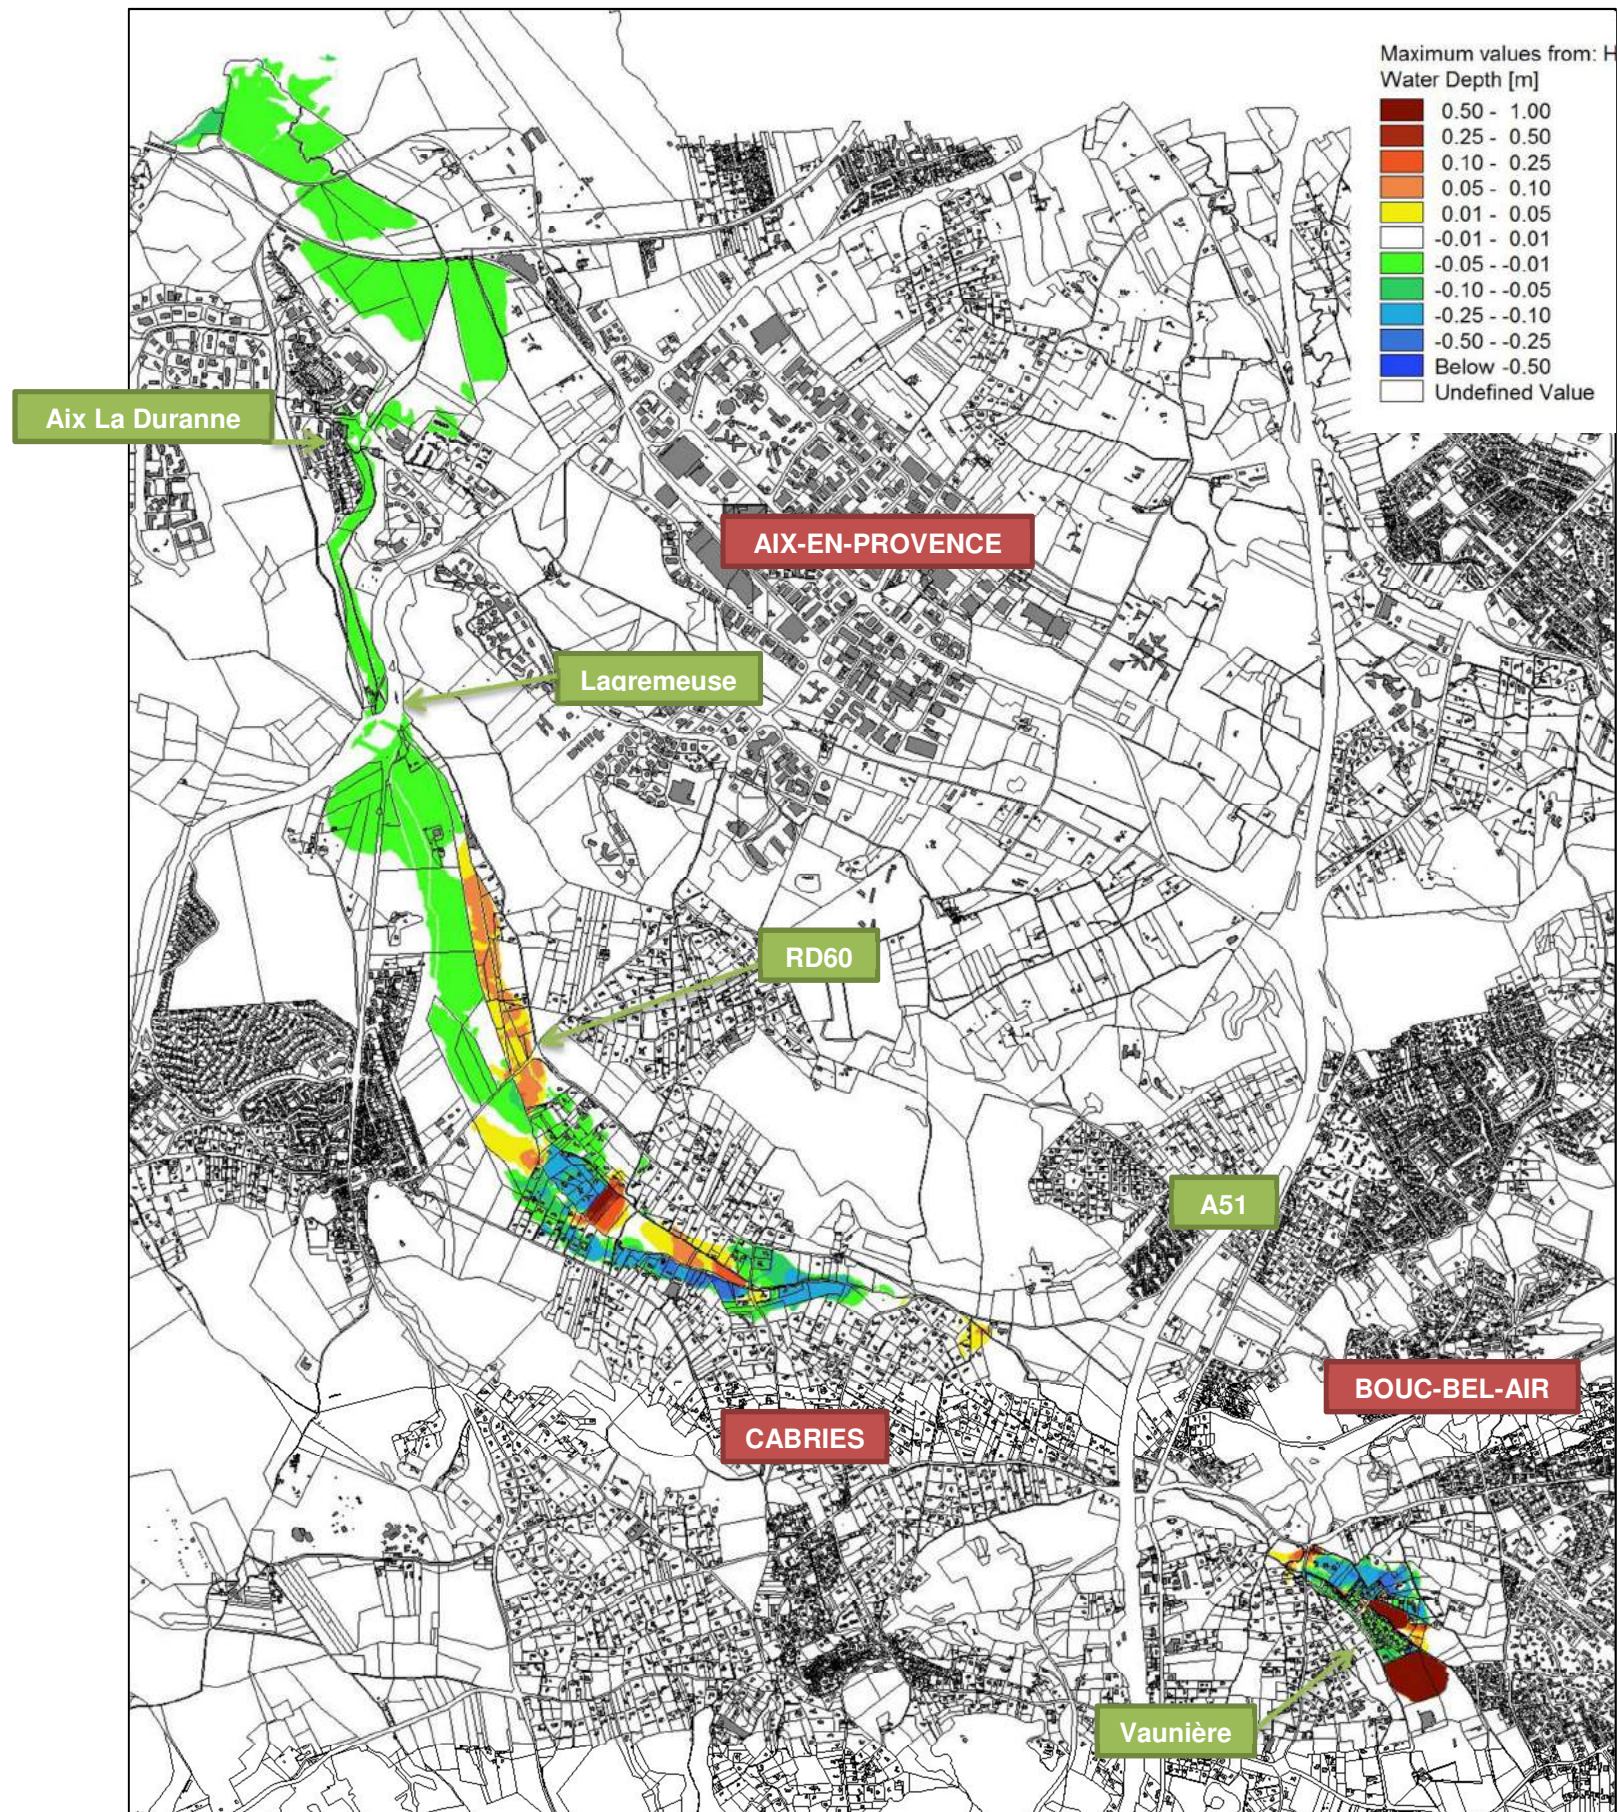 Maximum values from: H
Water Depth [m]
0.50 - 1.00
0.25 - 0.50
0.10 - 0.25
0.05 - 0.10
0.01 - 0.05
-0.01 - 0.01
-0.05 - -0.01
-0.10 - -0.05
-0.25 - -0.10
-0.50 - -0.25
Below -0.50
Undefined Value
Aix La Duranne
AIX-EN-PROVENCE
Lagremeuse
RD60
A51
BOUC-BEL-AIR
CABRIES
Vaunière